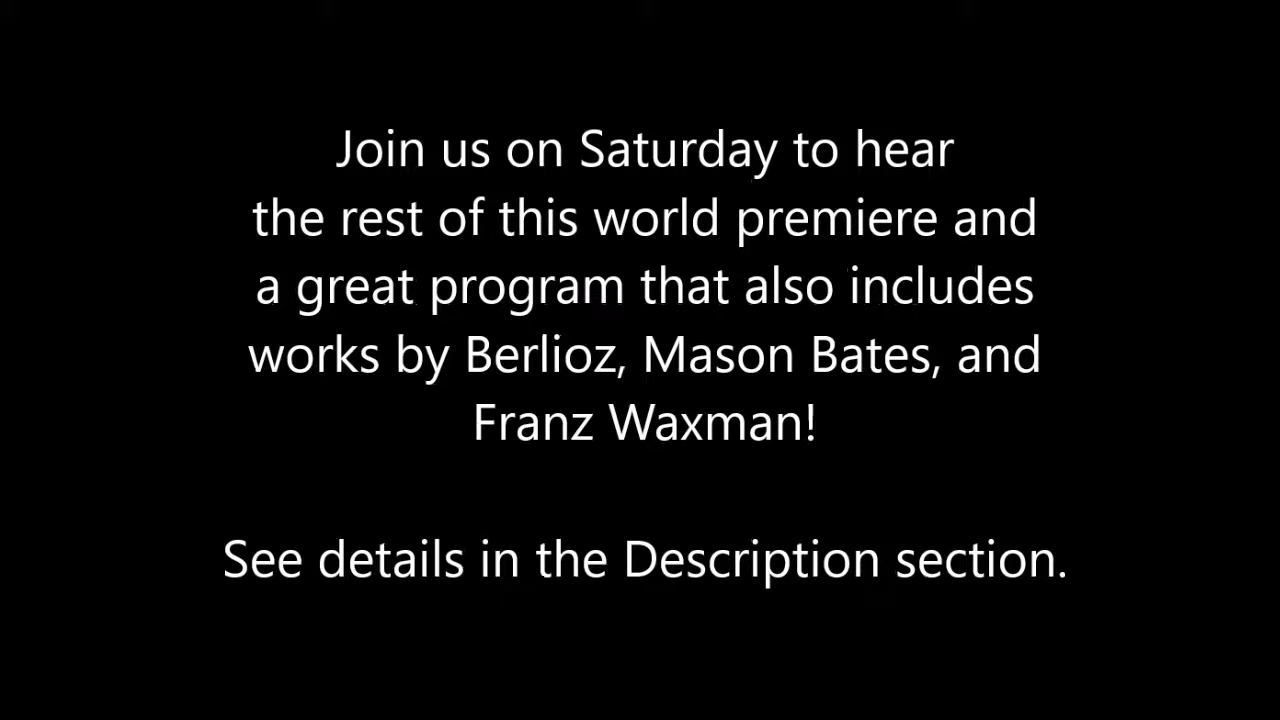 Join us on Saturday to hear
the rest of this world premiere and
a great program that also includes
works by Berlioz, Mason Bates, and
Franz Waxman!
See details in the Description section.